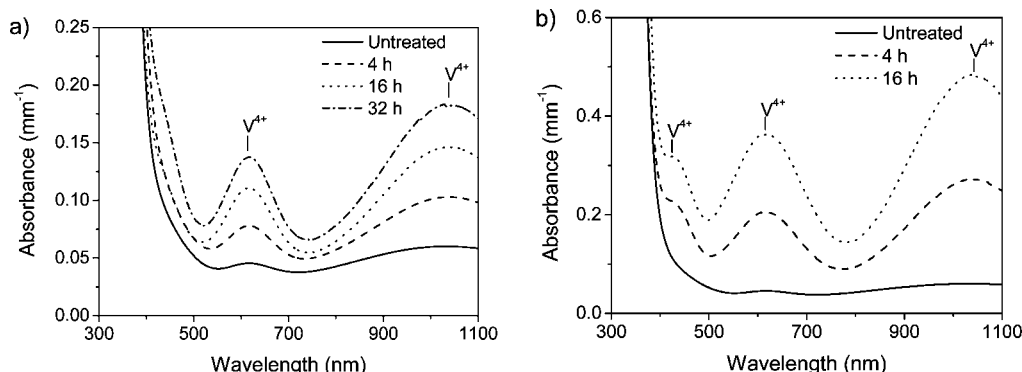 a)
0.25
0.20
0.15
0.10
0.05
0.00
Absorbance (mm⁻¹)
Untreated
4 h
16 h
32 h
V⁴⁺
V⁴⁺
300 500 700 900 1100
Wavelength (nm)
b)
0.6
0.4
0.2
0.0
Absorbance (mm⁻¹)
Untreated
4 h
16 h
V⁴⁺
V⁴⁺
V⁴⁺
300 500 700 900 1100
Wavelength (nm)